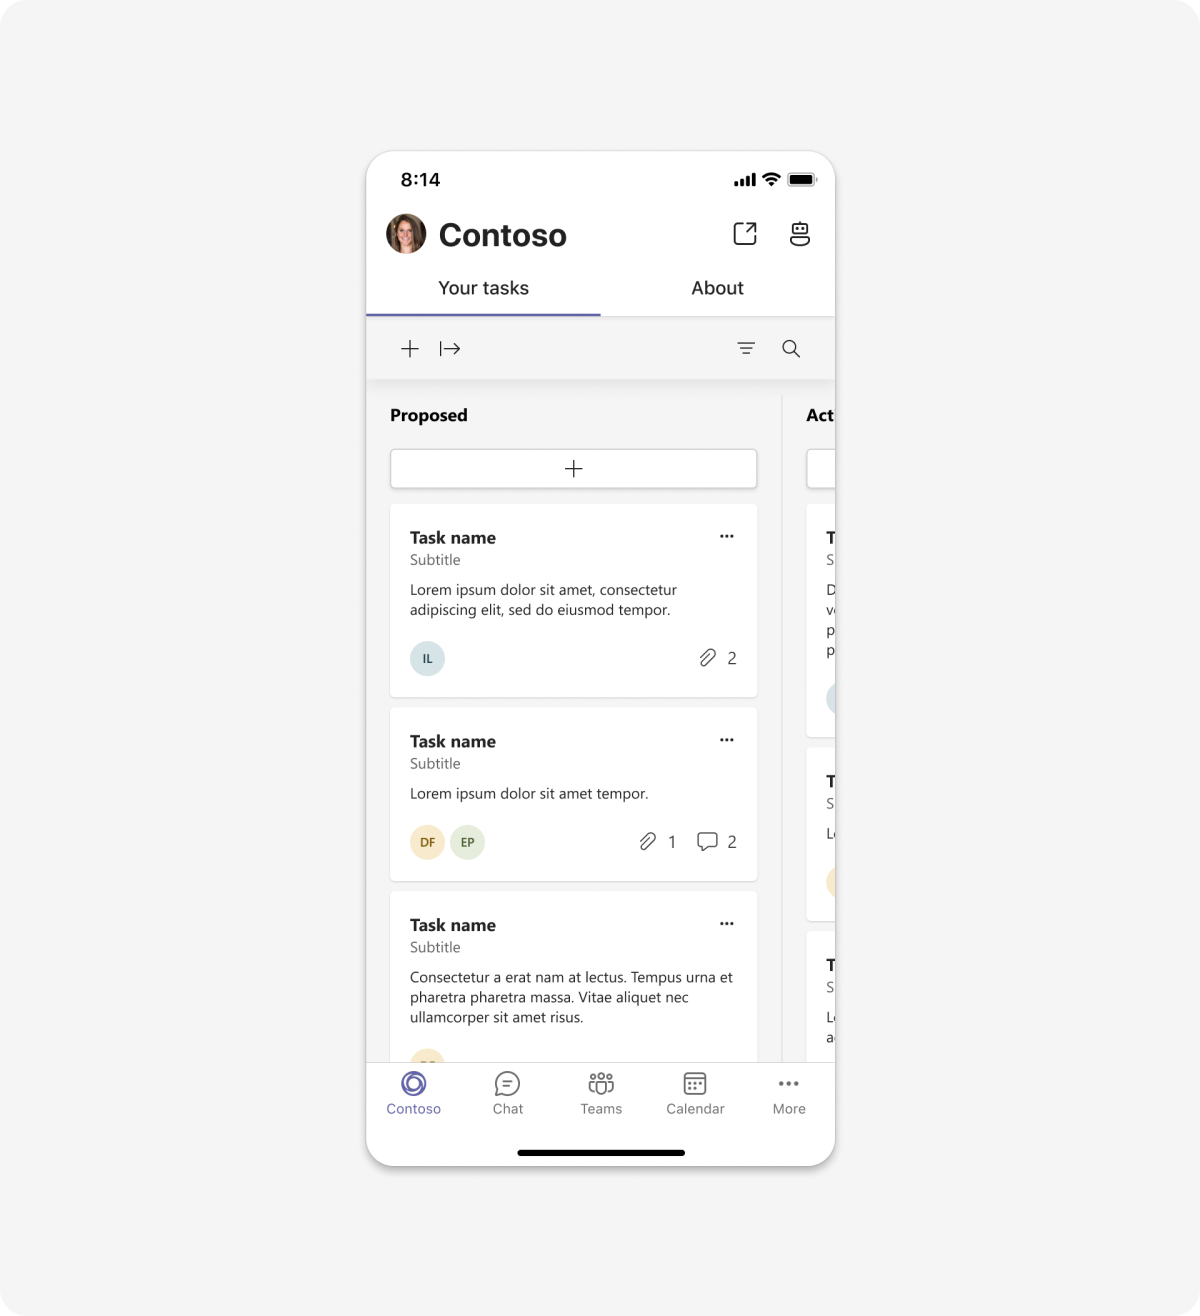 8:14
Contoso
Your tasks
About
Proposed
Task name
Subtitle
Lorem ipsum dolor sit amet, consectetur
adipiscing elit, sed do eiusmod tempor.
IL
2
Task name
Subtitle
Lorem ipsum dolor sit amet tempor.
DF EP
1 2
Task name
Subtitle
Consectetur a erat nam at lectus. Tempus urna et
pharetra pharetra massa. Vitae aliquet nec
ullamcorper sit amet risus.
Act
Contoso
Chat
Teams
Calendar
More